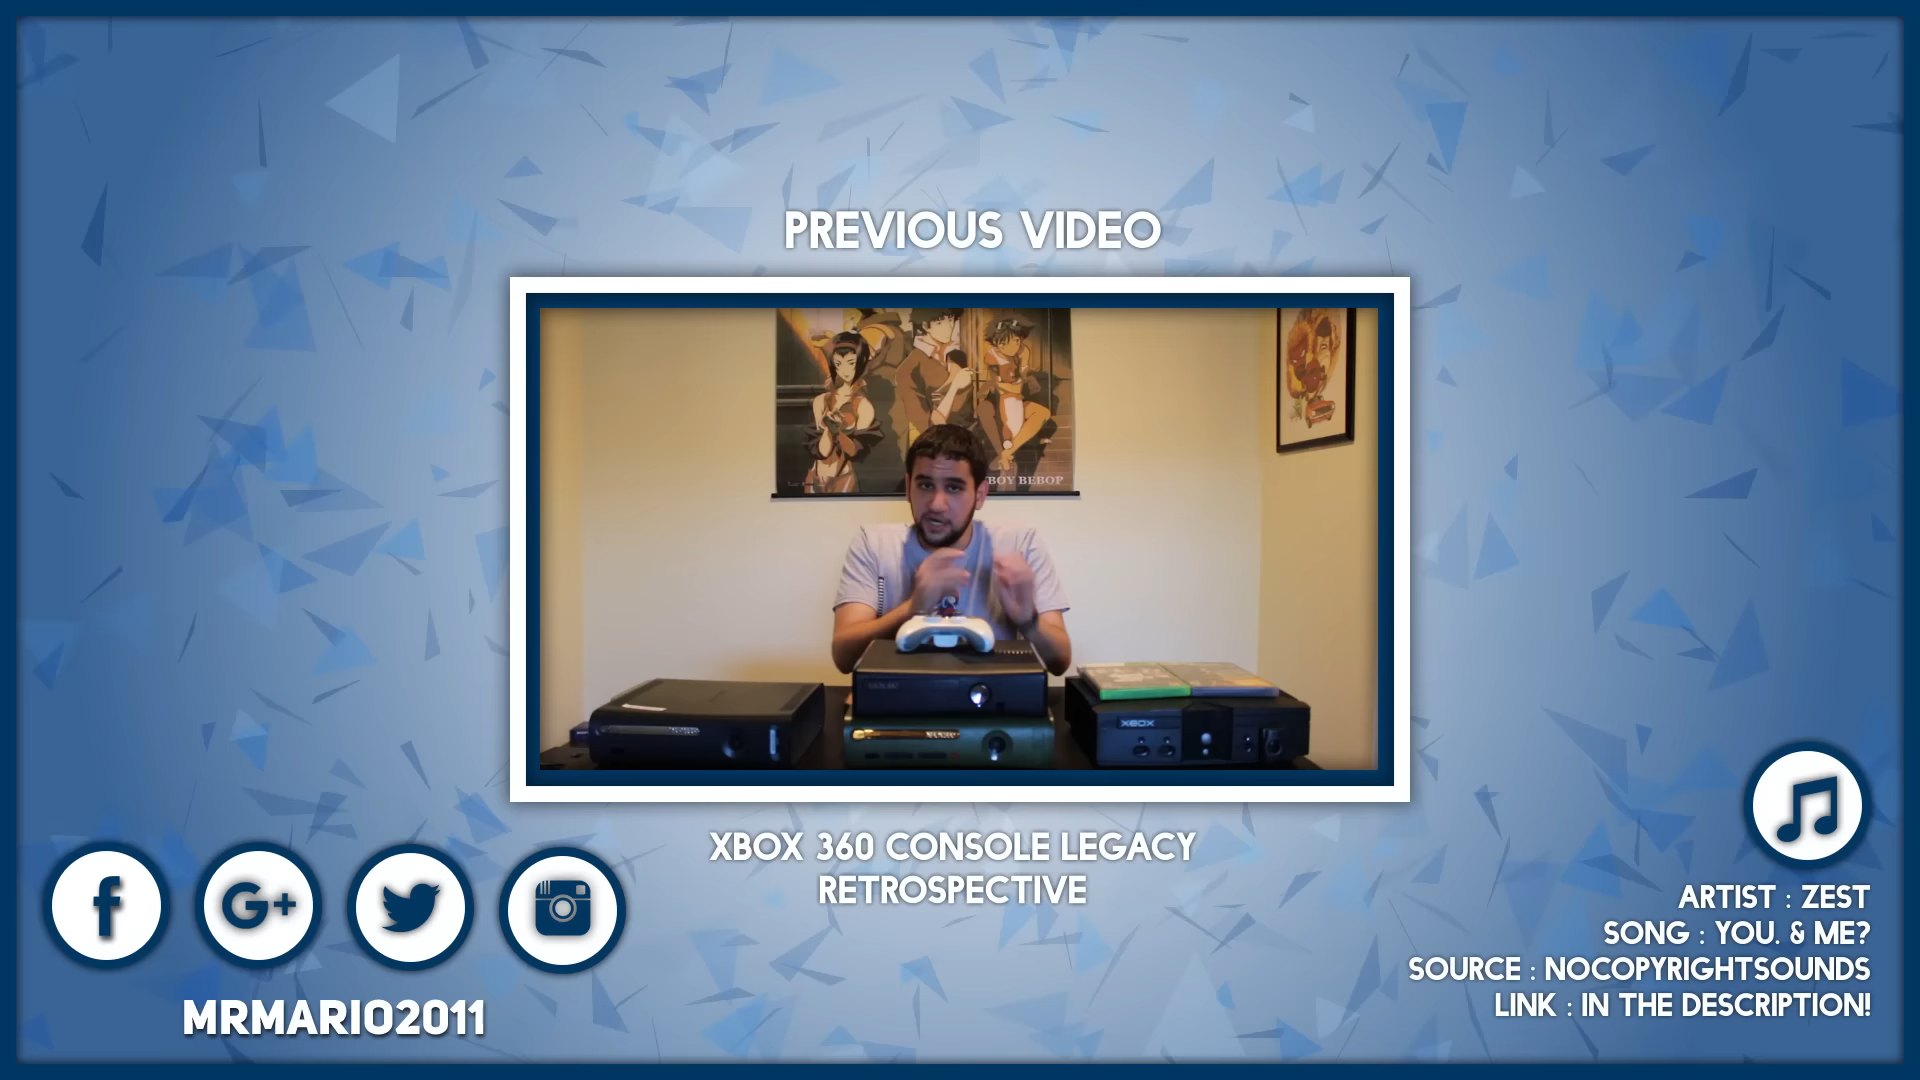 PREVIOUS VIDEO
BOY BEBOP
XBOX
XBOX 360 CONSOLE LEGACY
RETROSPECTIVE
G+
MRMARIO2011
ARTIST : ZEST
SONG : YOU. & ME?
SOURCE : NOCOPYRIGHTSOUNDS
LINK : IN THE DESCRIPTION!